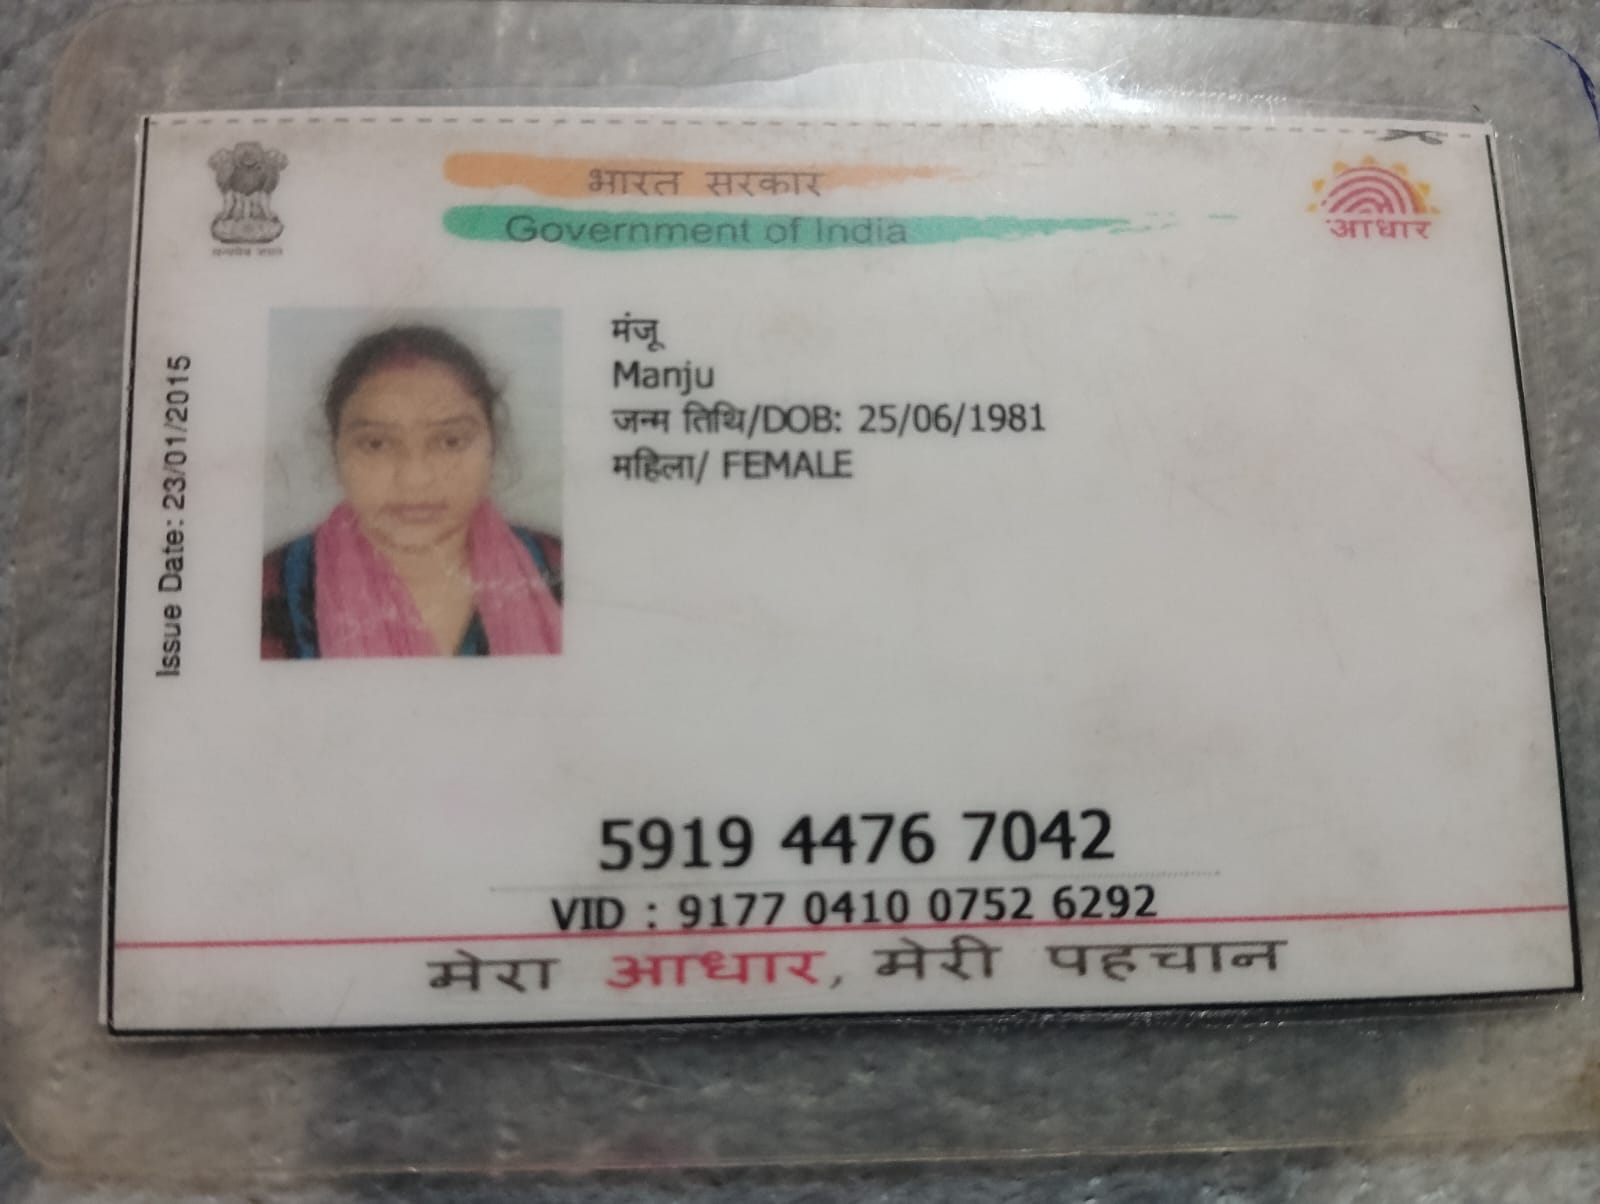 भारत सरकार
Government of India
आधार
Issue Date: 23/01/2015
मंजू
Manju
जन्म तिथि/DOB: 25/06/1981
महिला/ FEMALE
5919 4476 7042
VID : 9177 0410 0752 6292
मेरा आधार, मेरी पहचान